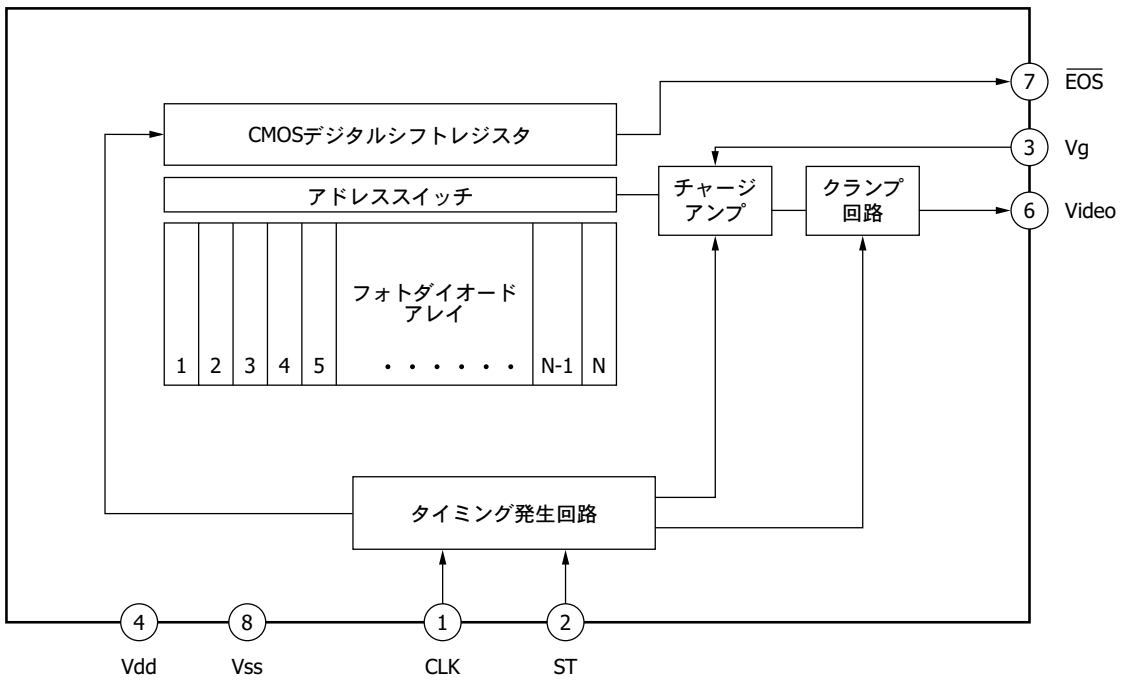 7 EOS
CMOSデジタルシフトレジスタ
3 Vg
アドレススイッチ
チャージ
アンプ
クランプ
回路
6 Video
フォトダイオード
アレイ
1 2 3 4 5 ・・・・・・ N-1 N
タイミング発生回路
4 8 1 2
Vdd Vss CLK ST